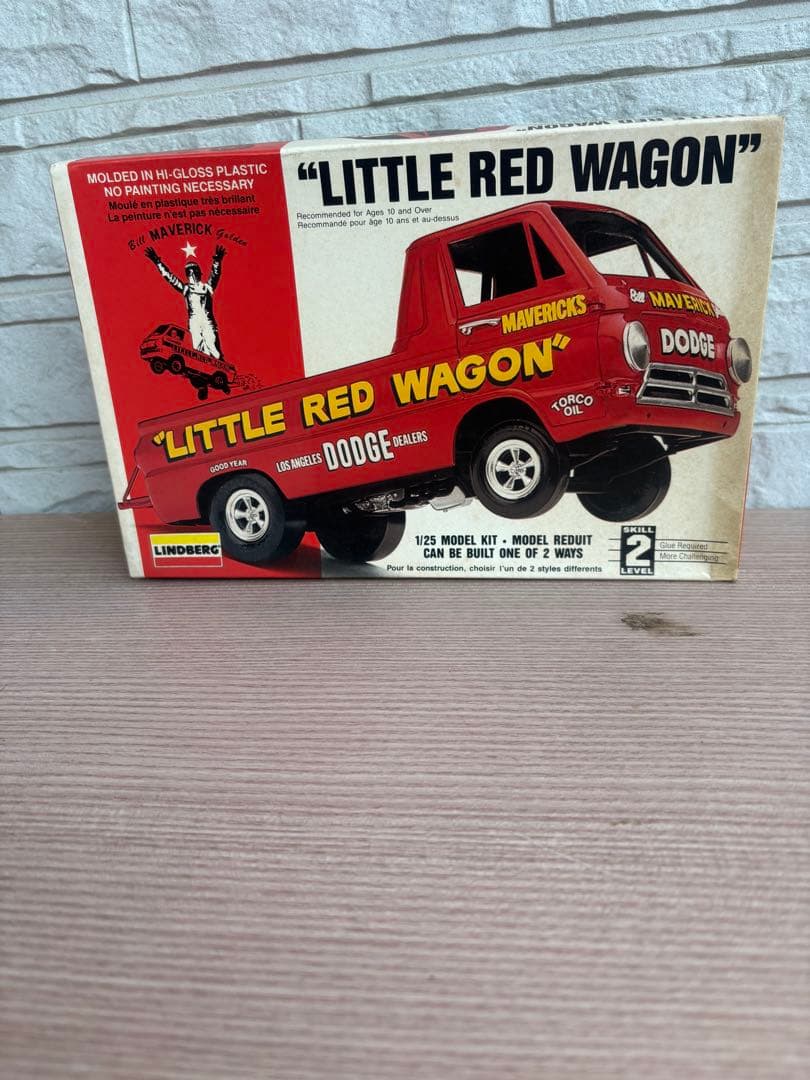 "LITTLE RED WAGON"
MOLDED IN HI-GLOSS PLASTIC
NO PAINTING NECESSARY
Moulé en plastique très brillant
La peinture n'est pas nécessaire
Recommended for Ages 10 and Over
Recommandé pour âge 10 ans et au-dessus
Bill MAVERICK Golden
LITTLE RED WAGON
Bill MAVERICK
DODGE
MAVERICKS
"LITTLE RED WAGON"
TORCO
OIL
GOOD YEAR
LOS ANGELES DODGE DEALERS
LINDBERG
1/25 MODEL KIT • MODEL REDUIT
CAN BE BUILT ONE OF 2 WAYS
Pour la construction, choisir l'un de 2 styles differents
SKILL
2
LEVEL
Glue Required
More Challenging